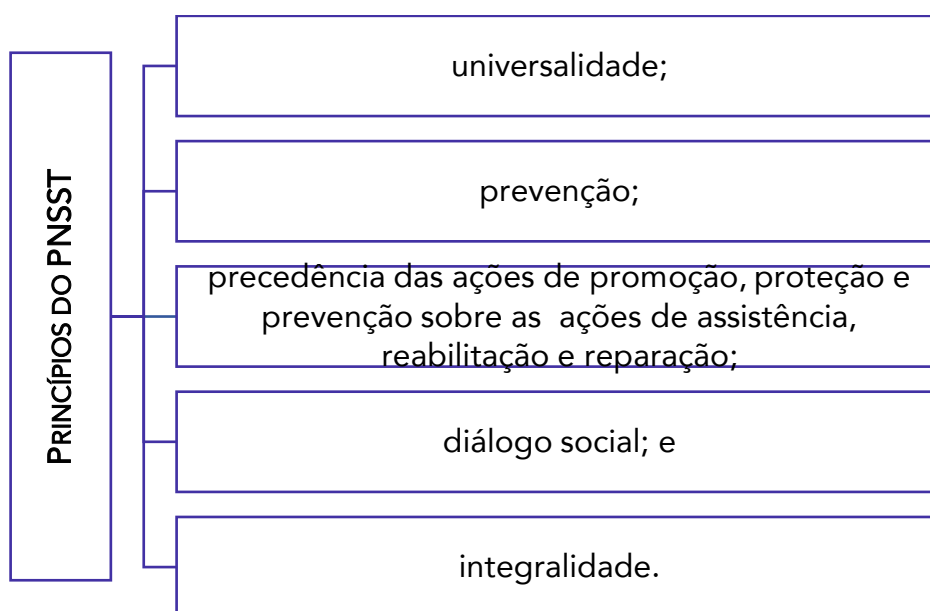 PRINCÍPIOS DO PNSST
universalidade;
prevenção;
precedência das ações de promoção, proteção e
prevenção sobre as ações de assistência,
reabilitação e reparação;
diálogo social; e
integralidade.